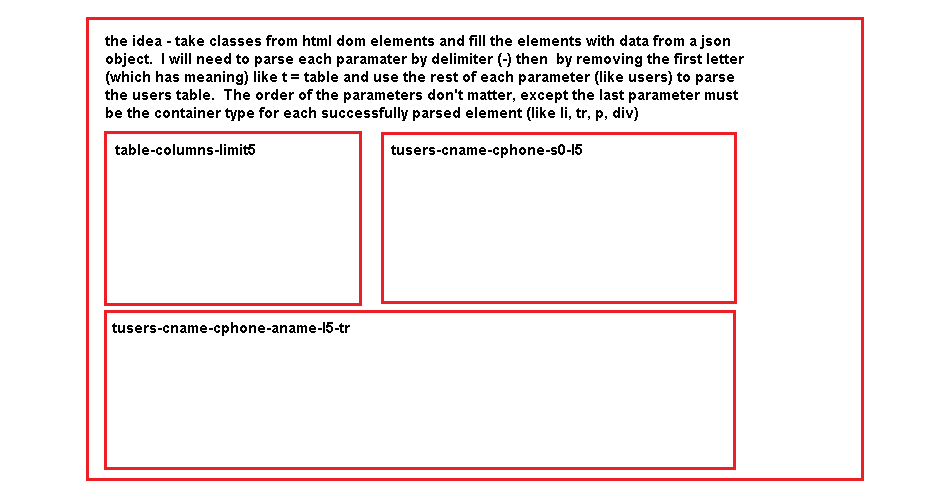 the idea - take classes from html dom elements and fill the elements with data from a json
object.  I will need to parse each paramater by delimiter (-) then  by removing the first letter
(which has meaning) like t = table and use the rest of each parameter (like users) to parse
the users table.  The order of the parameters don't matter, except the last parameter must
be the container type for each successfully parsed element (like li, tr, p, div)
table-columns-limit5
tusers-cname-cphone-s0-l5
tusers-cname-cphone-aname-l5-tr